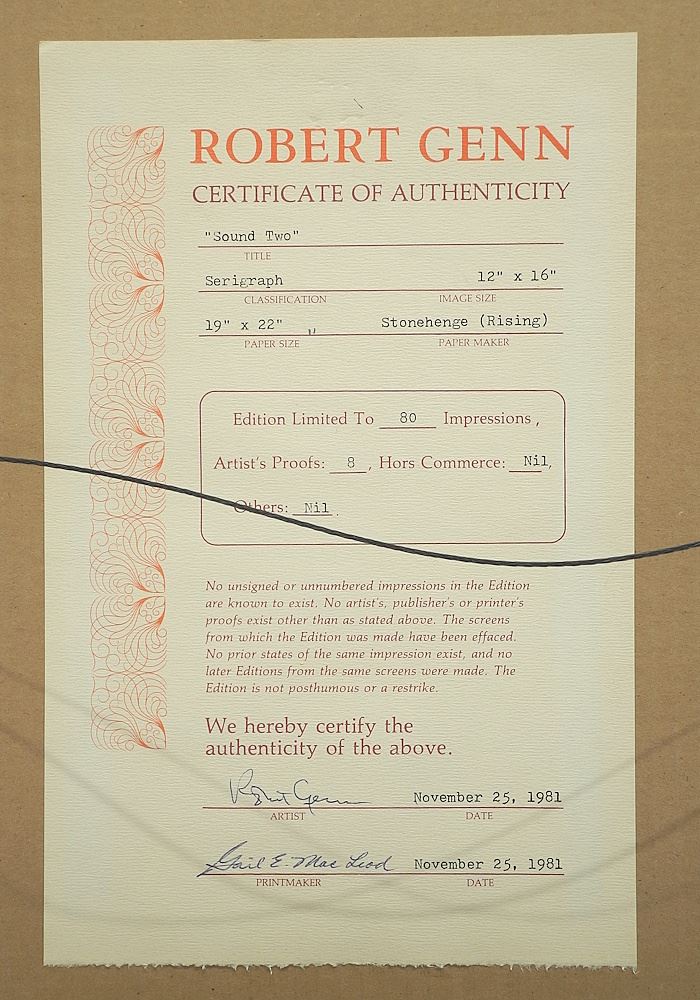 ROBERT GENN
CERTIFICATE OF AUTHENTICITY
"Sound Two"
TITLE
Serigraph 12" x 16"
CLASSIFICATION IMAGE SIZE
19" x 22" " Stonehenge (Rising)
PAPER SIZE PAPER MAKER
Edition Limited To 80 Impressions,
Artist's Proofs: 8, Hors Commerce: Nil,
Others: Nil.
No unsigned or unnumbered impressions in the Edition
are known to exist. No artist's, publisher's or printer's
proofs exist other than as stated above. The screens
from which the Edition was made have been effaced.
No prior states of the same impression exist, and no
later Editions from the same screens were made. The
Edition is not posthumous or a restrike.
We hereby certify the
authenticity of the above.
Robert Genn November 25, 1981
ARTIST DATE
Gail E. Mac Leod November 25, 1981
PRINTMAKER DATE